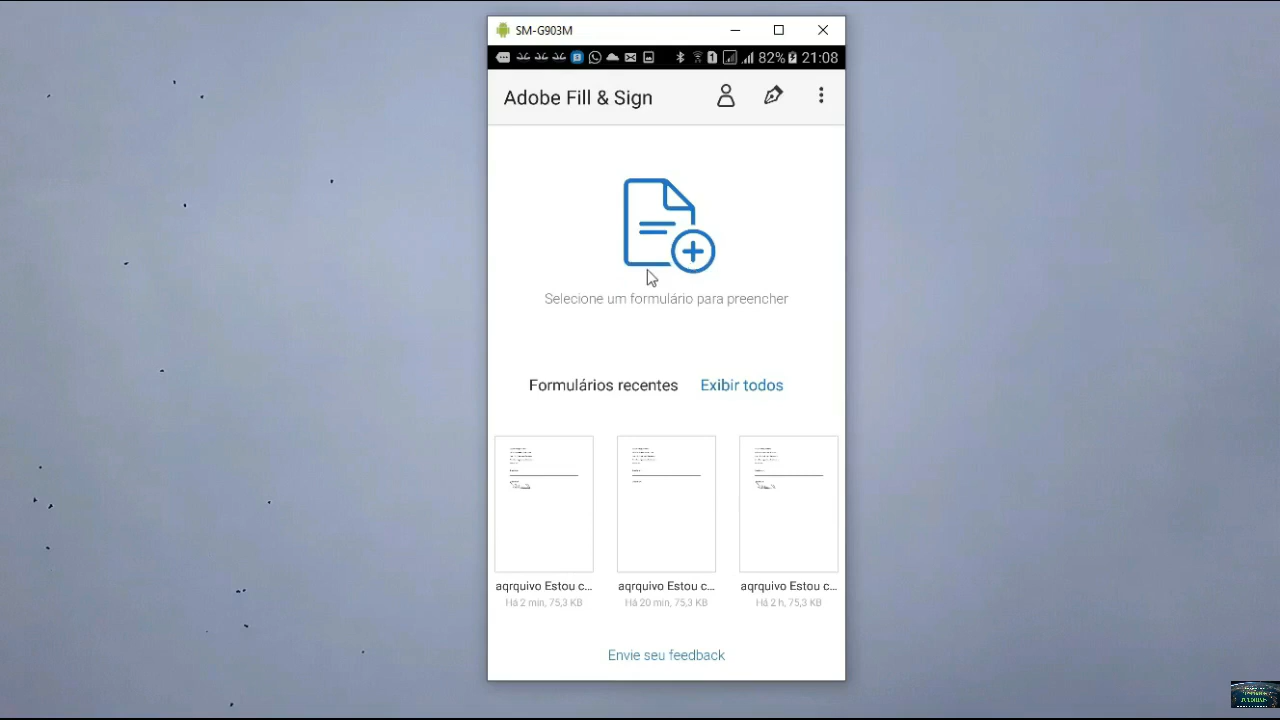 SM-G903M
82% 21:08
Adobe Fill & Sign
Selecione um formulário para preencher
Formulários recentes Exibir todos
aqrquivo Estou c... aqrquivo Estou c... aqrquivo Estou c...
Há 2 min, 75,3 KB Há 20 min, 75,3 KB Há 2 h, 75,3 KB
Envie seu feedback